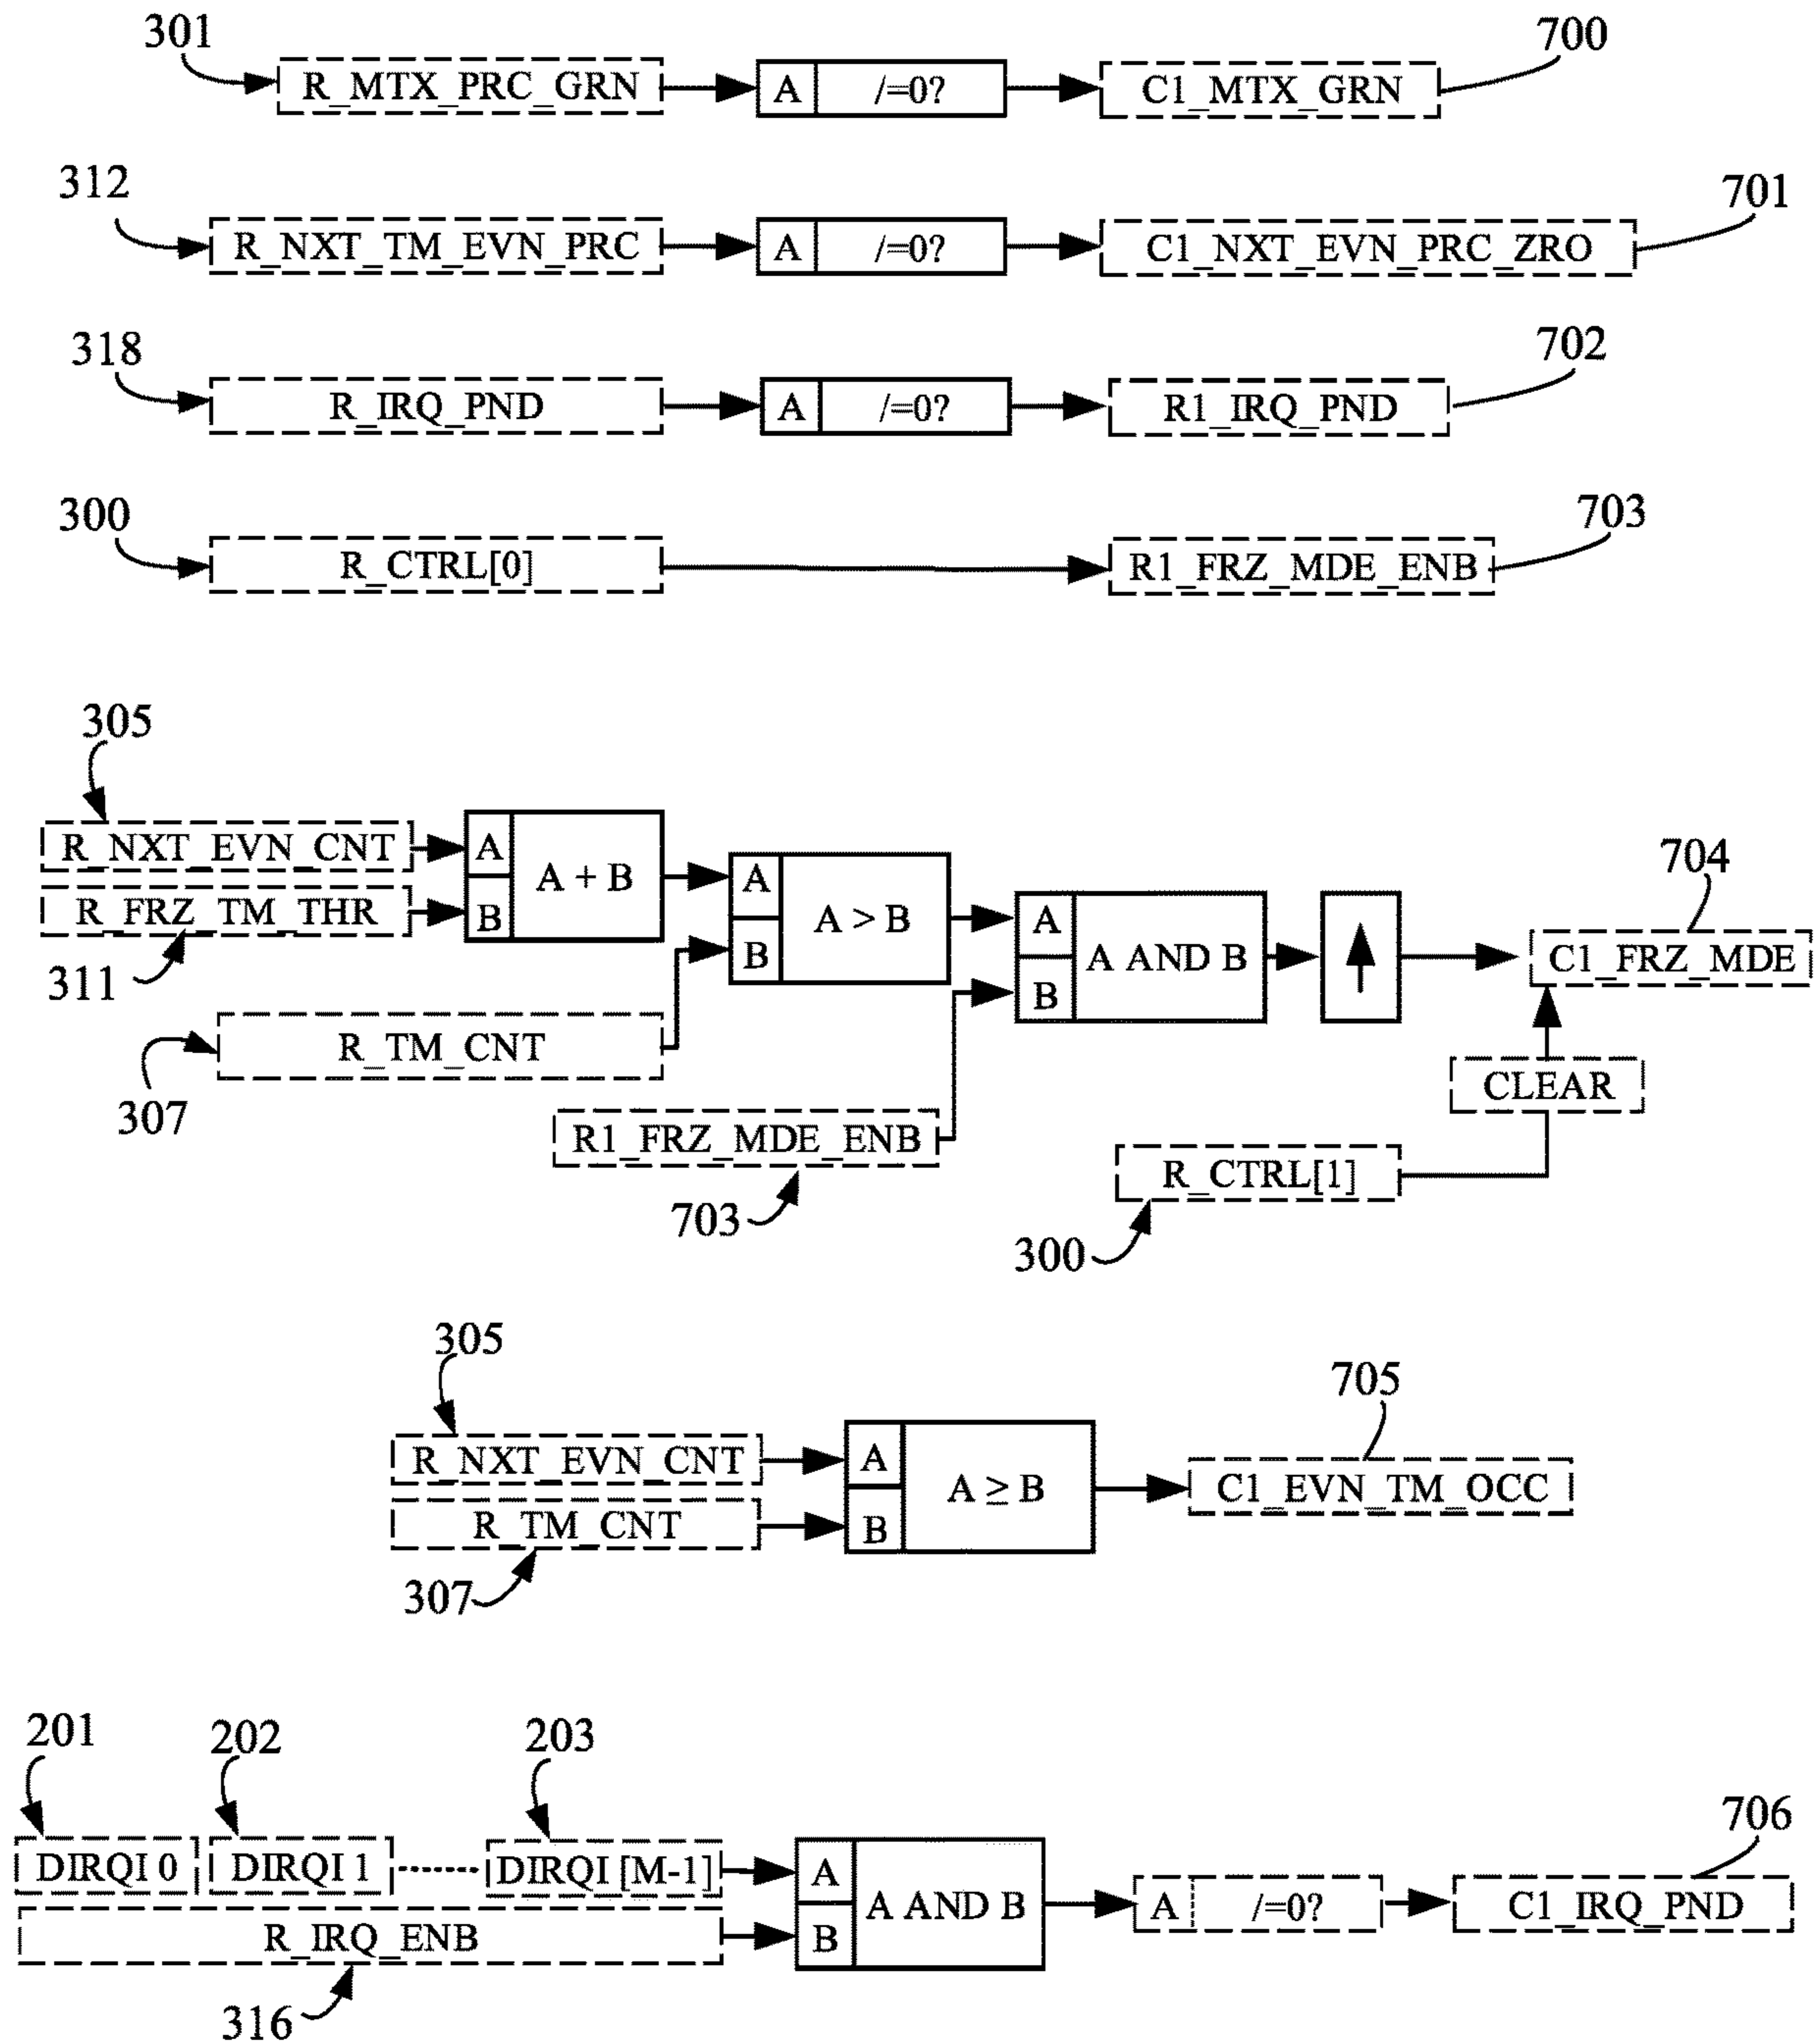 301
700
R_MTX_PRC_GRN
A
/=0?
C1_MTX_GRN
312
701
R_NXT_TM_EVN_PRC
A
/=0?
C1_NXT_EVN_PRC_ZRO
318
702
R_IRQ_PND
A
/=0?
R1_IRQ_PND
300
703
R_CTRL[0]
R1_FRZ_MDE_ENB
305
R_NXT_EVN_CNT
R_FRZ_TM_THR
311
A
B
A + B
A
B
A > B
R_TM_CNT
307
A
B
A AND B
R1_FRZ_MDE_ENB
703
704
C1_FRZ_MDE
CLEAR
R_CTRL[1]
300
305
R_NXT_EVN_CNT
R_TM_CNT
307
A
B
A ≥ B
705
C1_EVN_TM_OCC
201
202
203
DIRQI 0
DIRQI 1
DIRQI [M-1]
R_IRQ_ENB
316
A
B
A AND B
A
/=0?
706
C1_IRQ_PND